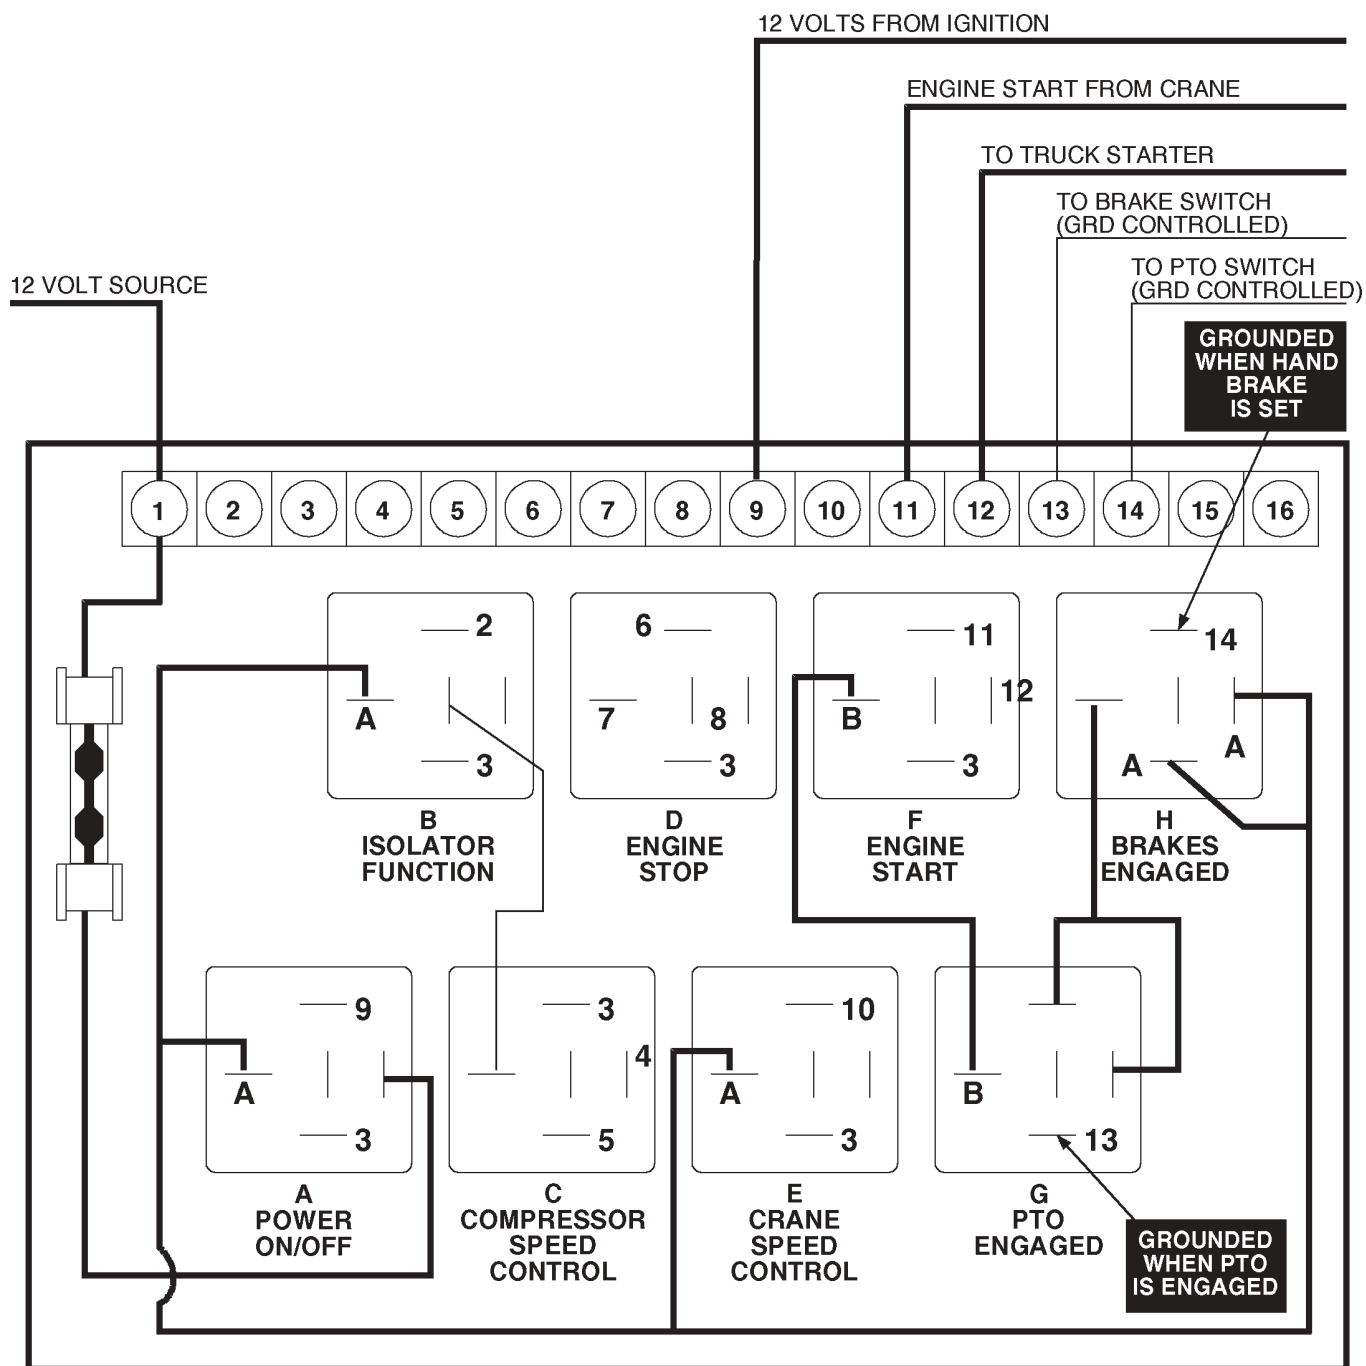 12 VOLTS FROM IGNITION
ENGINE START FROM CRANE
TO TRUCK STARTER
TO BRAKE SWITCH
(GRD CONTROLLED)
TO PTO SWITCH
(GRD CONTROLLED)
12 VOLT SOURCE
GROUNDED
WHEN HAND
BRAKE
IS SET
1 2 3 4 5 6 7 8 9 10 11 12 13 14 15 16
2
A
3
B
ISOLATOR
FUNCTION
6
7
8
3
D
ENGINE
STOP
11
12
B
3
F
ENGINE
START
14
A
A
H
BRAKES
ENGAGED
9
A
3
A
POWER
ON/OFF
3
4
5
C
COMPRESSOR
SPEED
CONTROL
10
A
3
E
CRANE
SPEED
CONTROL
B
13
G
PTO
ENGAGED
GROUNDED
WHEN PTO
IS ENGAGED